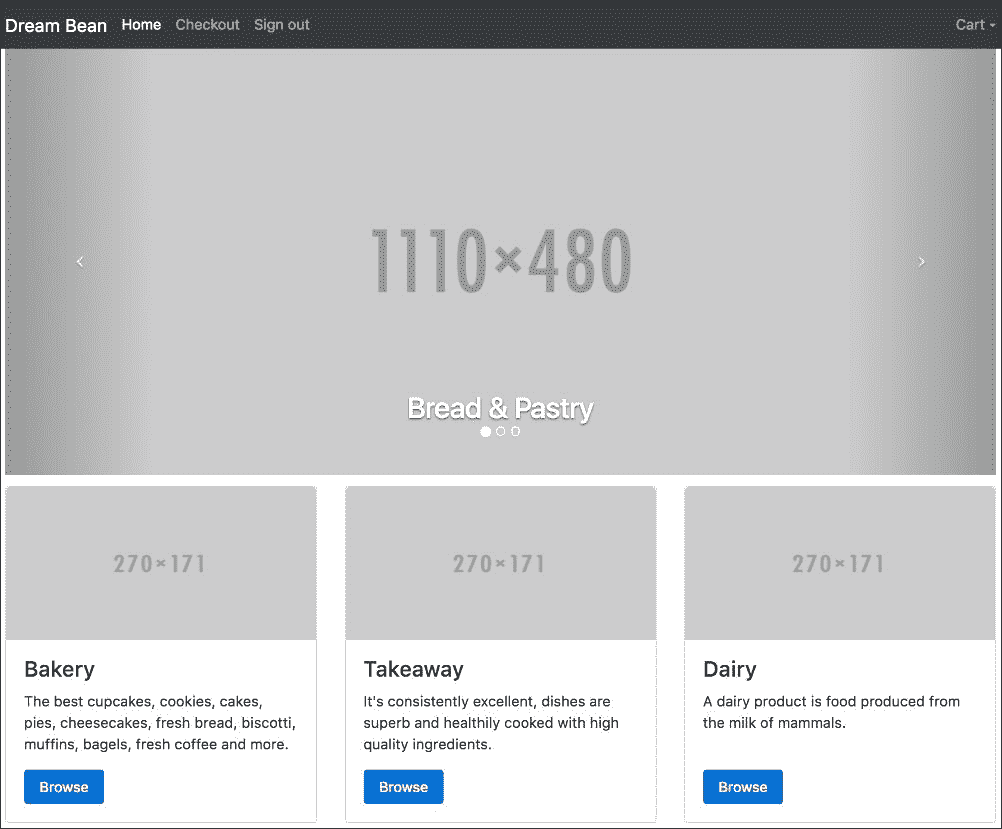 Dream Bean Home Checkout Sign out Cart
1110×480
Bread & Pastry
270×171 270×171 270×171
Bakery
The best cupcakes, cookies, cakes,
pies, cheesecakes, fresh bread, biscotti,
muffins, bagels, fresh coffee and more.
Browse
Takeaway
It's consistently excellent, dishes are
superb and healthily cooked with high
quality ingredients.
Browse
Dairy
A dairy product is food produced from
the milk of mammals.
Browse